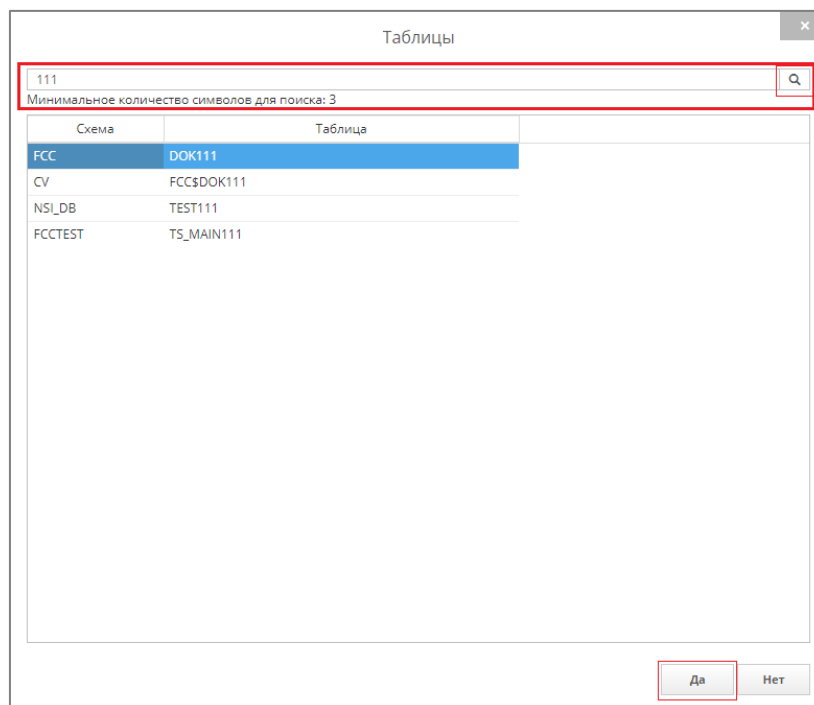 Таблицы
×
111
Минимальное количество символов для поиска: 3
Схема Таблица
FCC DOK111
CV FCC$DOK111
NSI_DB TEST111
FCCTEST TS_MAIN111
Да Нет